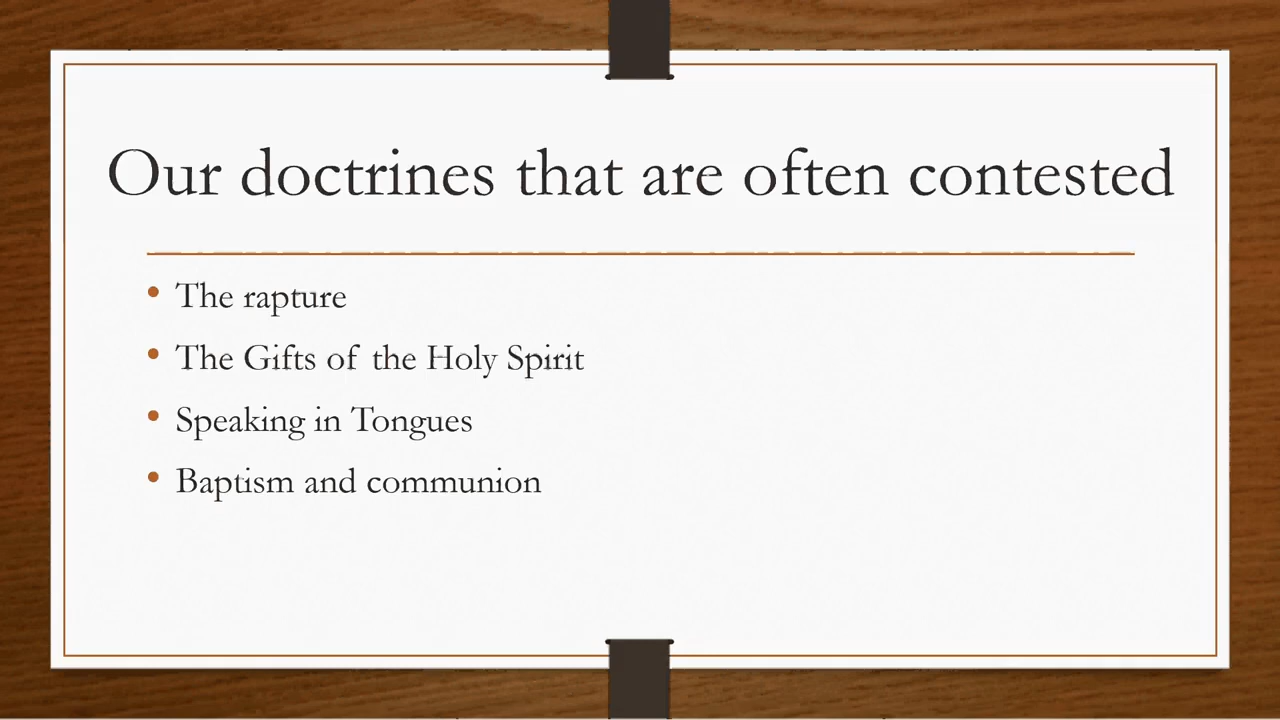 Our doctrines that are often contested
• The rapture
• The Gifts of the Holy Spirit
• Speaking in Tongues
• Baptism and communion